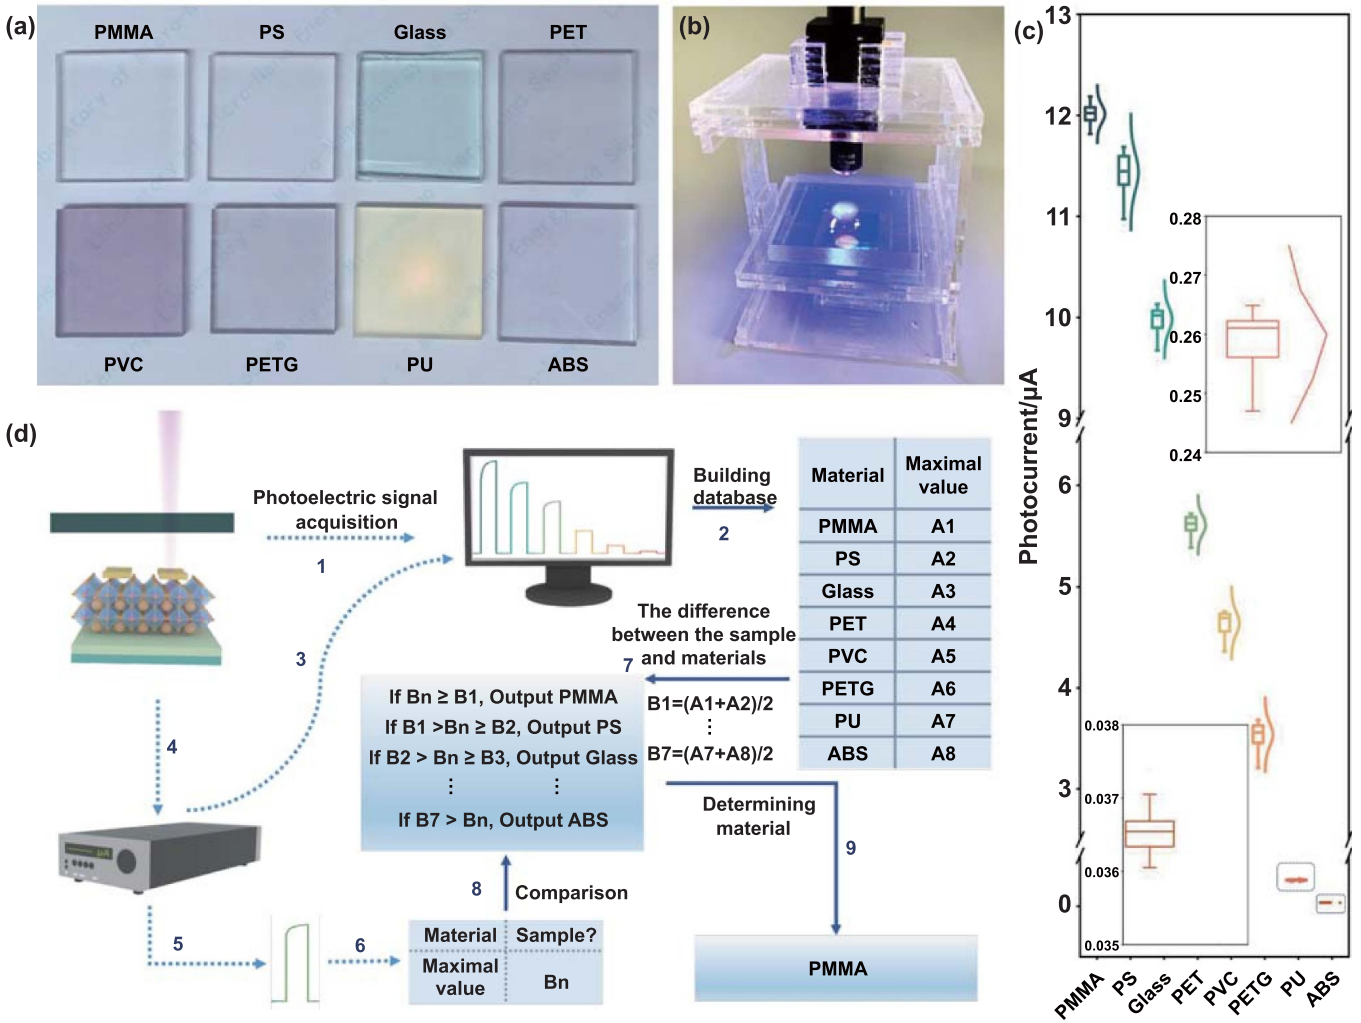 (a)
PMMA
PS
Glass
PET
PVC
PETG
PU
ABS
(b)
(c)
Photocurrent/μA
13
12
11
10
9
6
5
4
3
0
0.28
0.27
0.26
0.25
0.24
0.038
0.037
0.036
0.035
PMMA
PS
Glass
PET
PVC
PETG
PU
ABS
(d)
Photoelectric signal
acquisition
1
Building
database
2
Material
Maximal
value
PMMA
A1
PS
A2
Glass
A3
PET
A4
PVC
A5
PETG
A6
PU
A7
ABS
A8
3
The difference
between the sample
and materials
7
B1=(A1+A2)/2
⋮
B7=(A7+A8)/2
If Bn ≥ B1, Output PMMA
If B1 >Bn ≥ B2, Output PS
If B2 > Bn ≥ B3, Output Glass
⋮ ⋮
If B7 > Bn, Output ABS
4
μA
5
6
Material
Sample?
Maximal
value
Bn
8
Comparison
Determining
material
9
PMMA